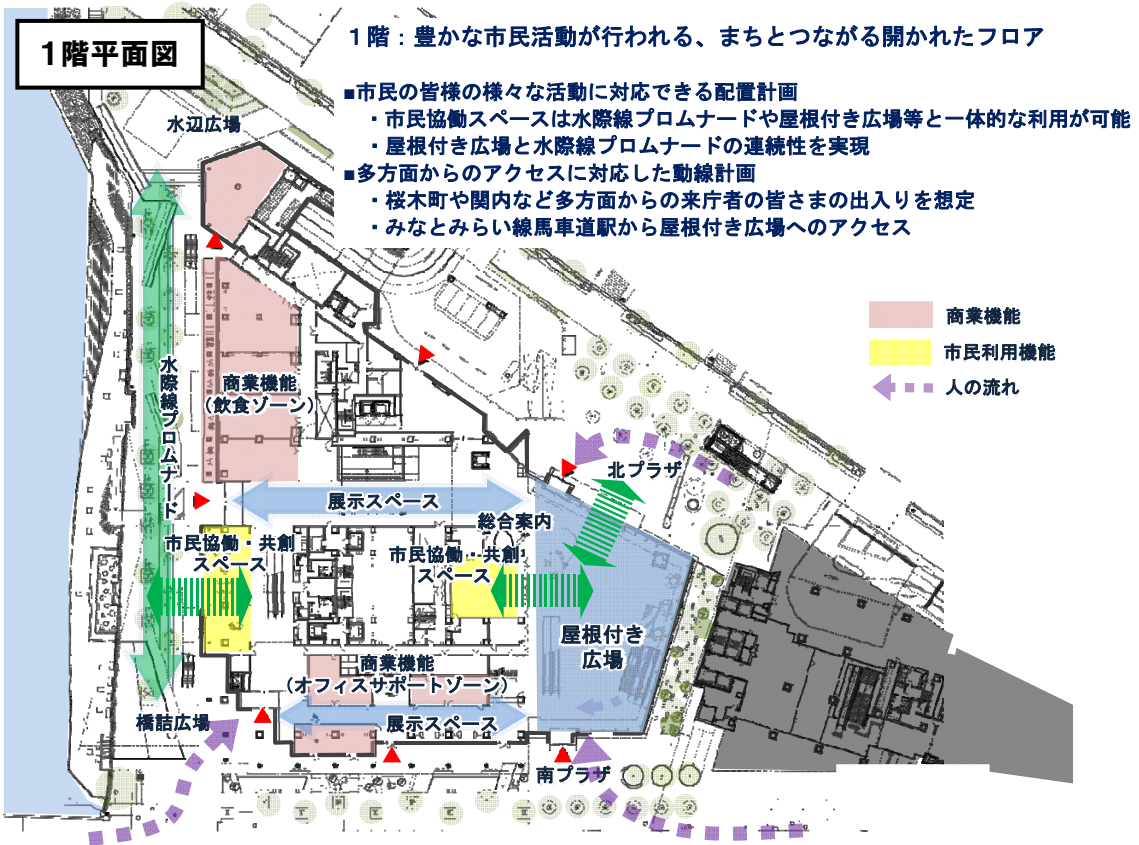 1階平面図
1階：豊かな市民活動が行われる、まちとつながる開かれたフロア
■市民の皆様の様々な活動に対応できる配置計画
・市民協働スペースは水際線プロムナードや屋根付き広場等と一体的な利用が可能
・屋根付き広場と水際線プロムナードの連続性を実現
■多方面からのアクセスに対応した動線計画
・桜木町や関内など多方面からの来庁者の皆さまの出入りを想定
・みなとみらい線馬車道駅から屋根付き広場へのアクセス
水辺広場
商業機能
市民利用機能
人の流れ
水際線プロムナード
商業機能
（飲食ゾーン）
北プラザ
展示スペース
総合案内
市民協働・共創
スペース
市民協働・共創
スペース
屋根付き
広場
商業機能
（オフィスサポートゾーン）
展示スペース
橋詰広場
南プラザ